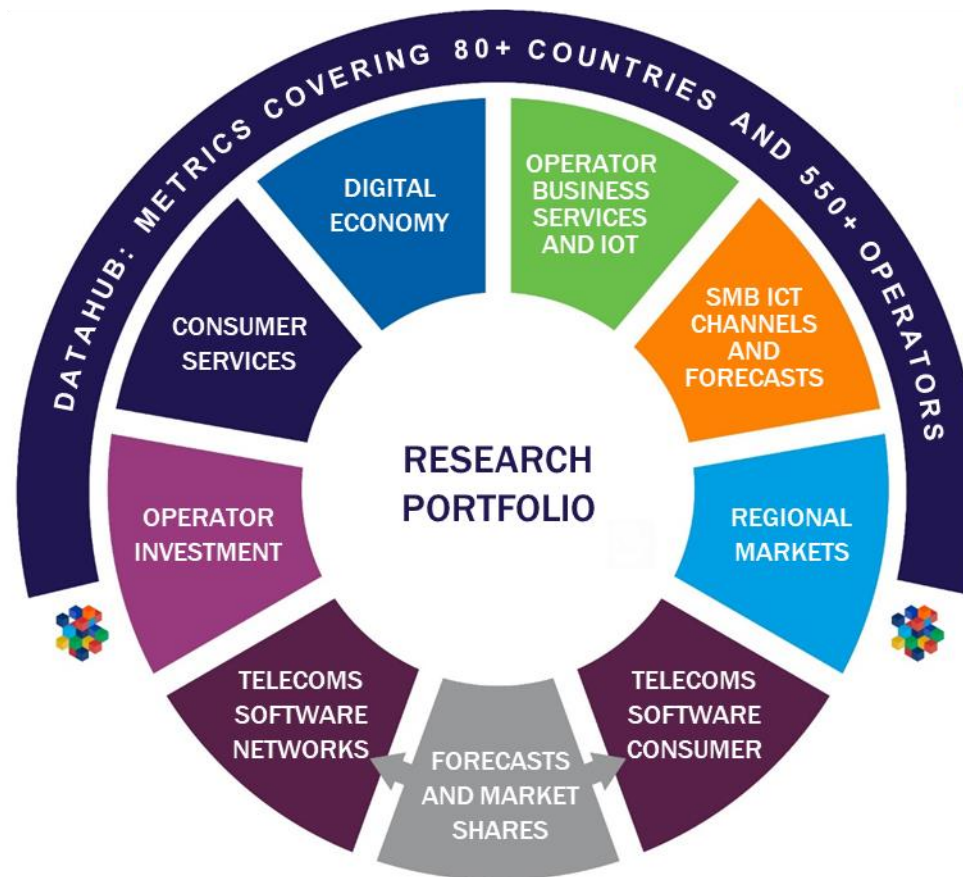 DATAHUB: METRICS COVERING 80+ COUNTRIES AND 550+ OPERATORS
DIGITAL
ECONOMY
OPERATOR
BUSINESS
SERVICES
AND IOT
CONSUMER
SERVICES
SMB ICT
CHANNELS
AND
FORECASTS
RESEARCH
PORTFOLIO
OPERATOR
INVESTMENT
REGIONAL
MARKETS
TELECOMS
SOFTWARE
NETWORKS
FORECASTS
AND MARKET
SHARES
TELECOMS
SOFTWARE
CONSUMER